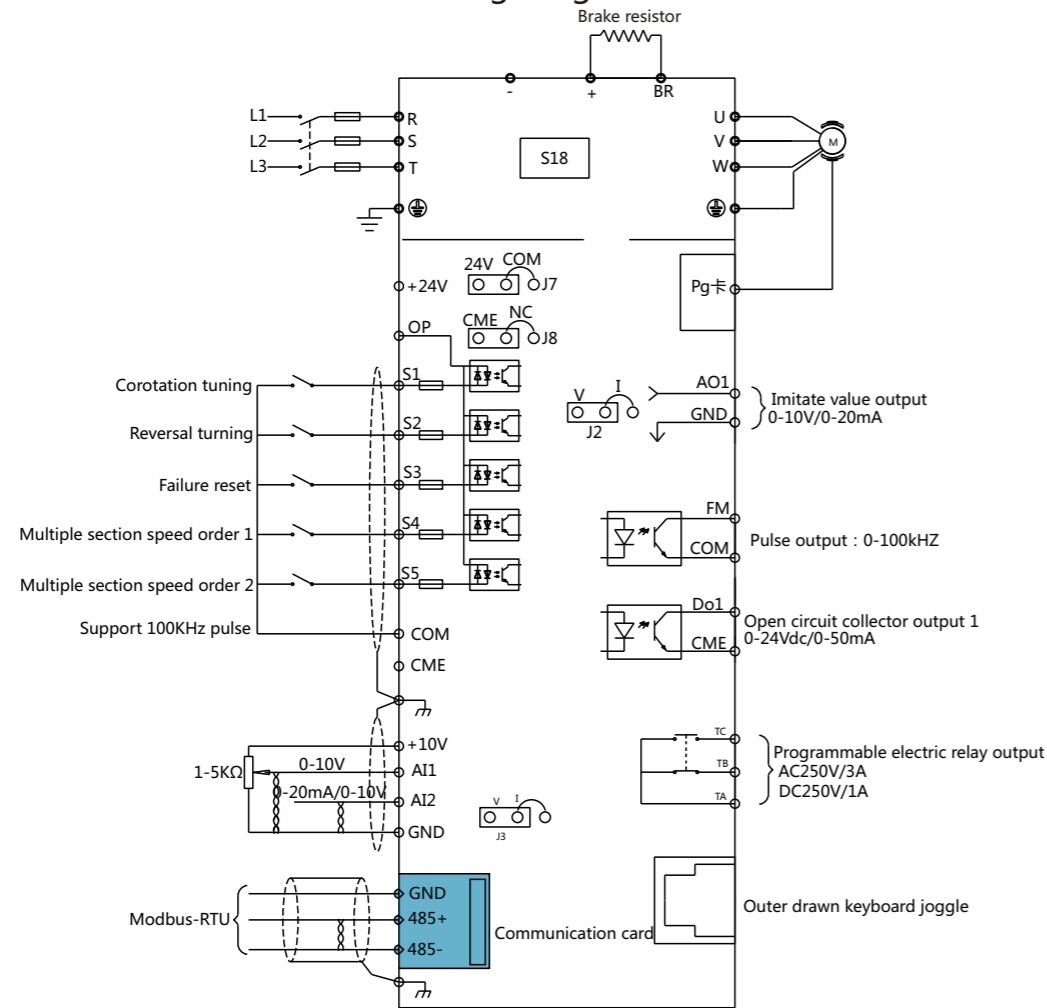 Brake resistor
-
+
BR
L1
R
U
L2
S
V
M
S18
L3
T
W
24V
COM
+24V
J7
Pg卡
OP
CME
NC
J8
S1
Corotation tuning
V
I
AO1
Imitate value output
GND
0-10V/0-20mA
J2
S2
Reversal turning
S3
Failure reset
FM
S4
Multiple section speed order 1
Pulse output : 0-100kHZ
COM
S5
Multiple section speed order 2
Do1
Open circuit collector output 1
0-24Vdc/0-50mA
CME
Support 100KHz pulse
COM
CME
TC
+10V
Programmable electric relay output
1-5KΩ
0-10V
AI1
TB
AC250V/3A
DC250V/1A
0-20mA/0-10V
AI2
TA
V
I
GND
J3
GND
Modbus-RTU
485+
Communication card
485-
Outer drawn keyboard joggle